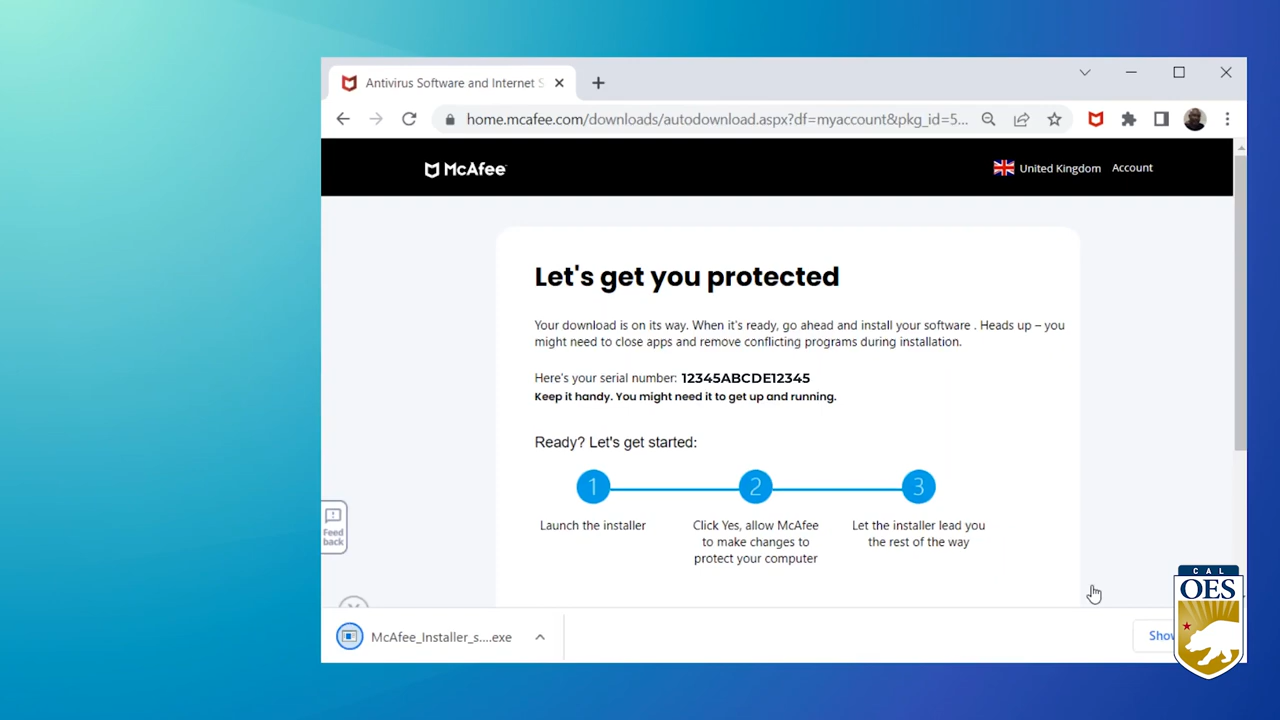 Antivirus Software and Internet S
home.mcafee.com/downloads/autodownload.aspx?df=myaccount&pkg_id=5...
McAfee
United Kingdom Account
Let's get you protected
Your download is on its way. When it's ready, go ahead and install your software . Heads up – you
might need to close apps and remove conflicting programs during installation.
Here's your serial number: 12345ABCDE12345
Keep it handy. You might need it to get up and running.
Ready? Let's get started:
1 2 3
Launch the installer
Click Yes, allow McAfee
to make changes to
protect your computer
Let the installer lead you
the rest of the way
Feed
back
McAfee_Installer_s....exe
Show
CAL
OES